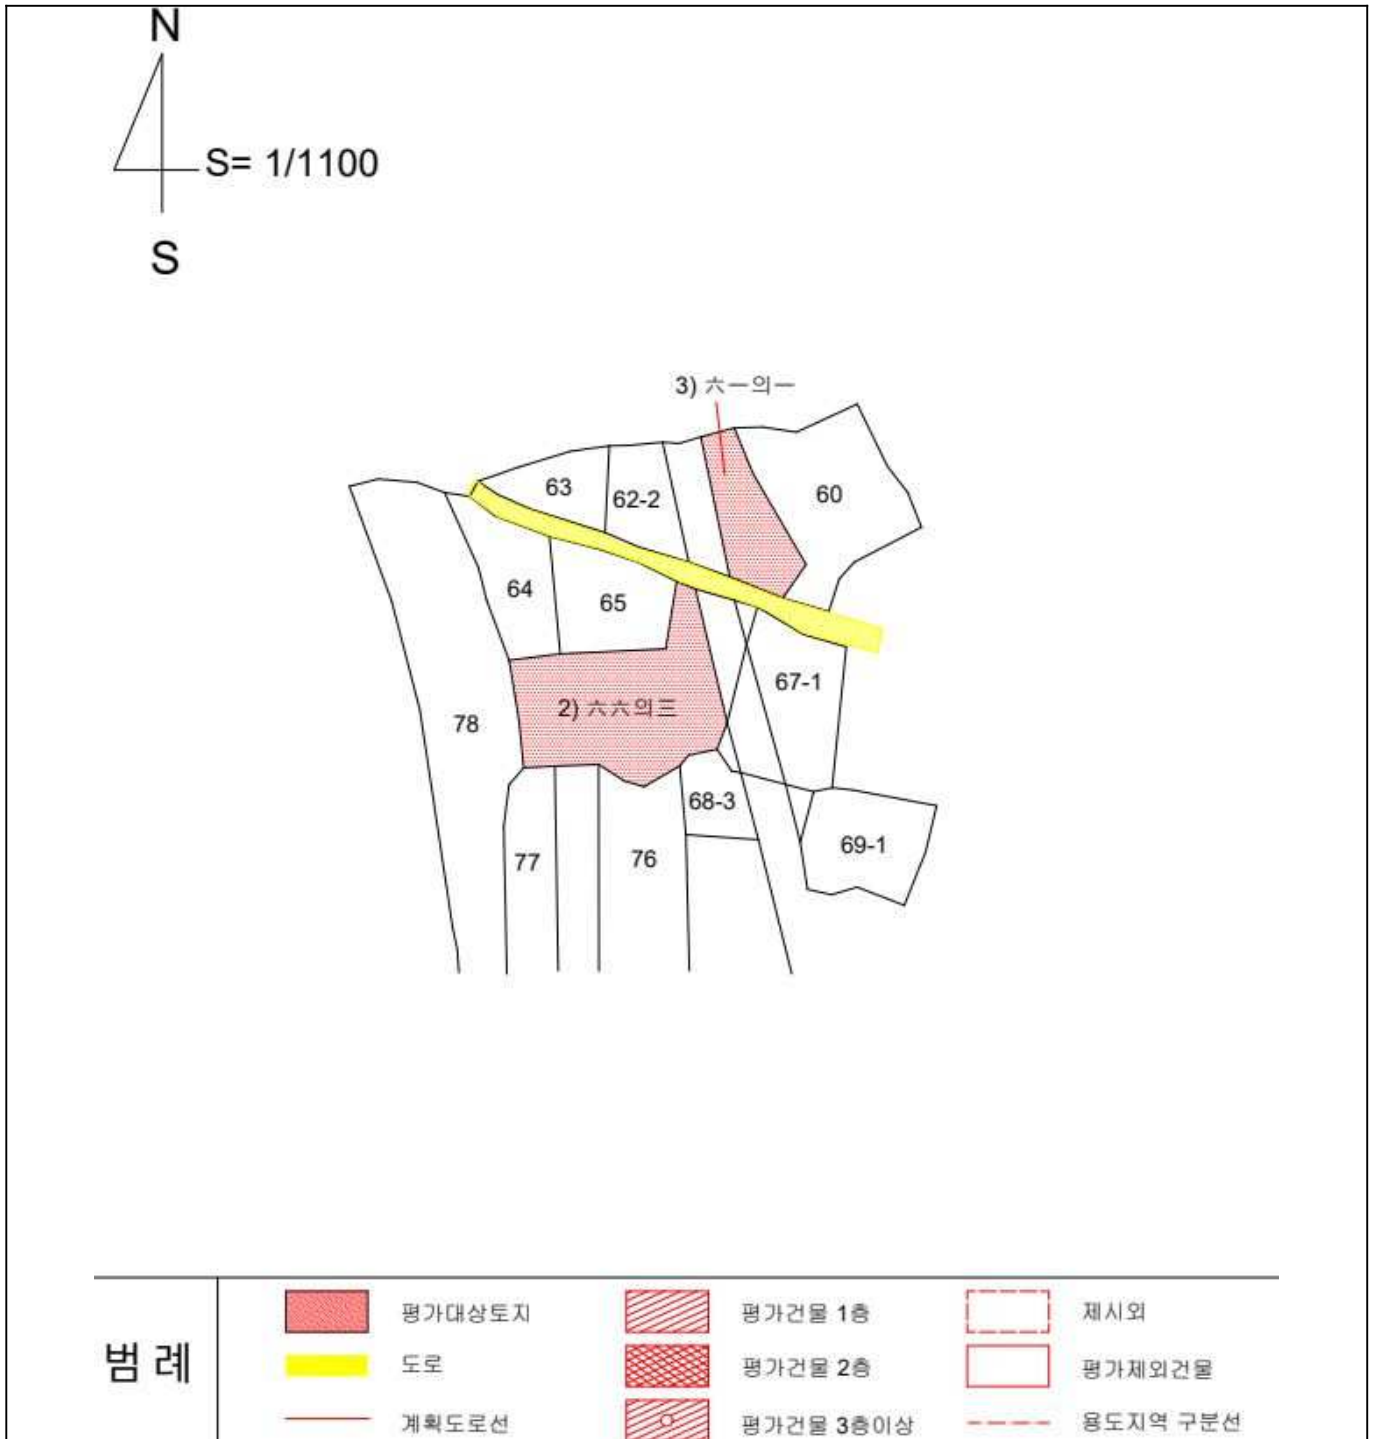 N
S= 1/1100
S
3) 六一의一
63
62-2
60
64
65
67-1
2) 六六의三
78
68-3
69-1
77
76
범 례
평가대상토지
평가건물 1층
제시외
도로
평가건물 2층
평가제외건물
계획도로선
평가건물 3층이상
용도지역 구분선